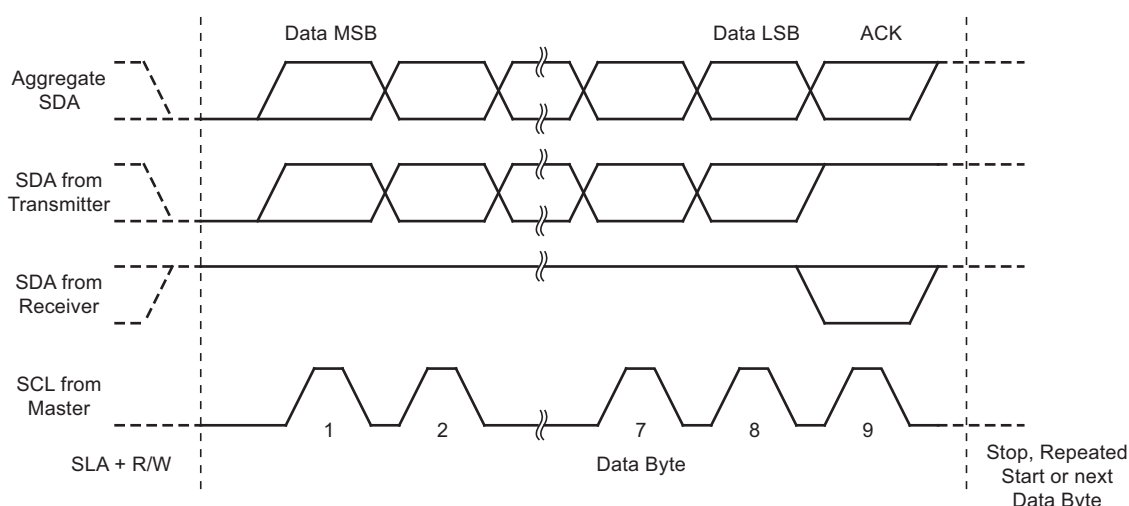 Data MSB
Data LSB
ACK
Aggregate
SDA
SDA from
Transmitter
SDA from
Receiver
SCL from
Master
1
2
7
8
9
SLA + R/W
Data Byte
Stop, Repeated
Start or next
Data Byte